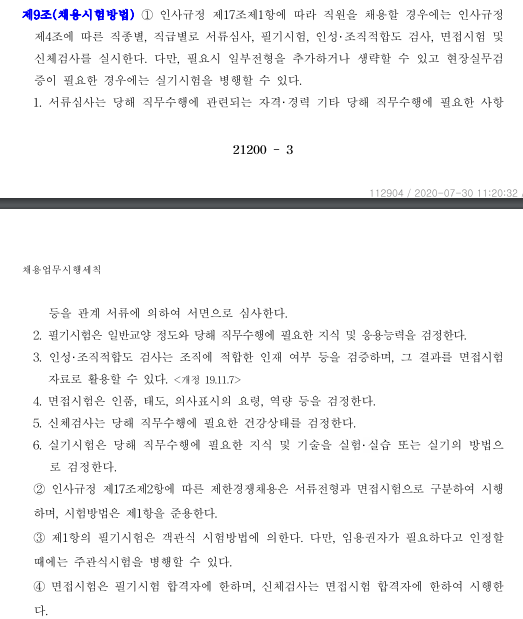 제9조(채용시험방법) ① 인사규정 제17조제1항에 따라 직원을 채용할 경우에는 인사규정
제4조에 따른 직종별, 직급별로 서류심사, 필기시험, 인성·조직적합도 검사, 면접시험 및
신체검사를 실시한다. 다만, 필요시 일부전형을 추가하거나 생략할 수 있고 현장실무검
증이 필요한 경우에는 실기시험을 병행할 수 있다.
1. 서류심사는 당해 직무수행에 관련되는 자격·경력 기타 당해 직무수행에 필요한 사항
21200 - 3
112904 / 2020-07-30 11:20:32 /
채용업무시행세칙
등을 관계 서류에 의하여 서면으로 심사한다.
2. 필기시험은 일반교양 정도와 당해 직무수행에 필요한 지식 및 응용능력을 검정한다.
3. 인성·조직적합도 검사는 조직에 적합한 인재 여부 등을 검증하며, 그 결과를 면접시험
자료로 활용할 수 있다. <개정 19.11.7>
4. 면접시험은 인품, 태도, 의사표시의 요령, 역량 등을 검정한다.
5. 신체검사는 당해 직무수행에 필요한 건강상태를 검정한다.
6. 실기시험은 당해 직무수행에 필요한 지식 및 기술을 실험·실습 또는 실기의 방법으
로 검정한다.
② 인사규정 제17조제2항에 따른 제한경쟁채용은 서류전형과 면접시험으로 구분하여 시행
하며, 시험방법은 제1항을 준용한다.
③ 제1항의 필기시험은 객관식 시험방법에 의한다. 다만, 임용권자가 필요하다고 인정할
때에는 주관식시험을 병행할 수 있다.
④ 면접시험은 필기시험 합격자에 한하며, 신체검사는 면접시험 합격자에 한하여 시행한
다.